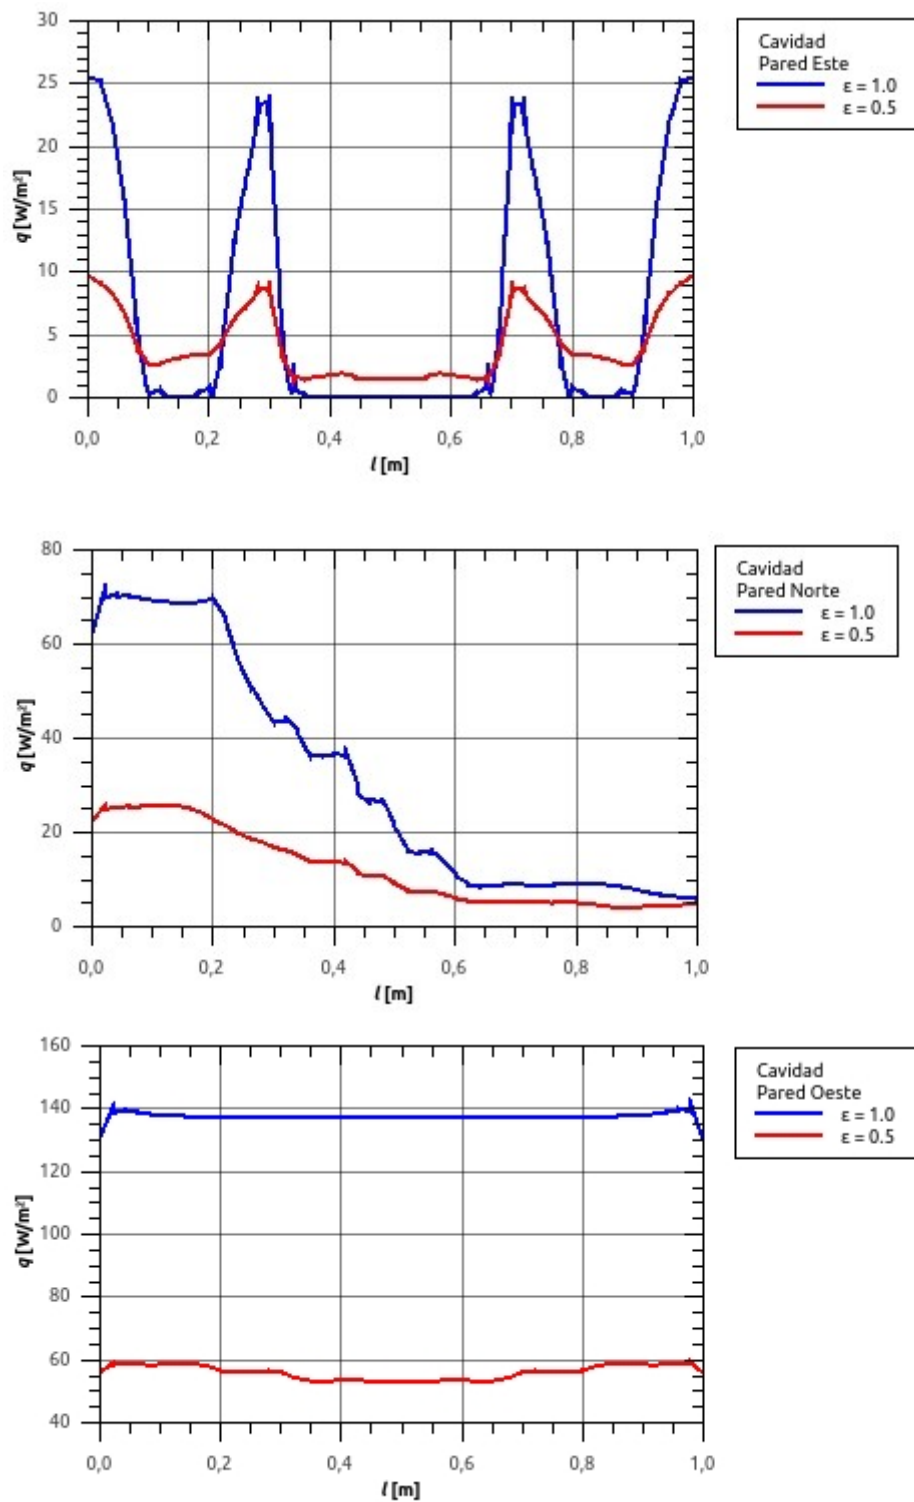 30
25
20
15
10
5
0
q [W/m²]
0,0 0,2 0,4 0,6 0,8 1,0
l [m]
Cavidad
Pared Este
ε = 1.0
ε = 0.5
80
60
40
20
0
q [W/m²]
0,0 0,2 0,4 0,6 0,8 1,0
l [m]
Cavidad
Pared Norte
ε = 1.0
ε = 0.5
160
140
120
100
80
60
40
q [W/m²]
0,0 0,2 0,4 0,6 0,8 1,0
l [m]
Cavidad
Pared Oeste
ε = 1.0
ε = 0.5